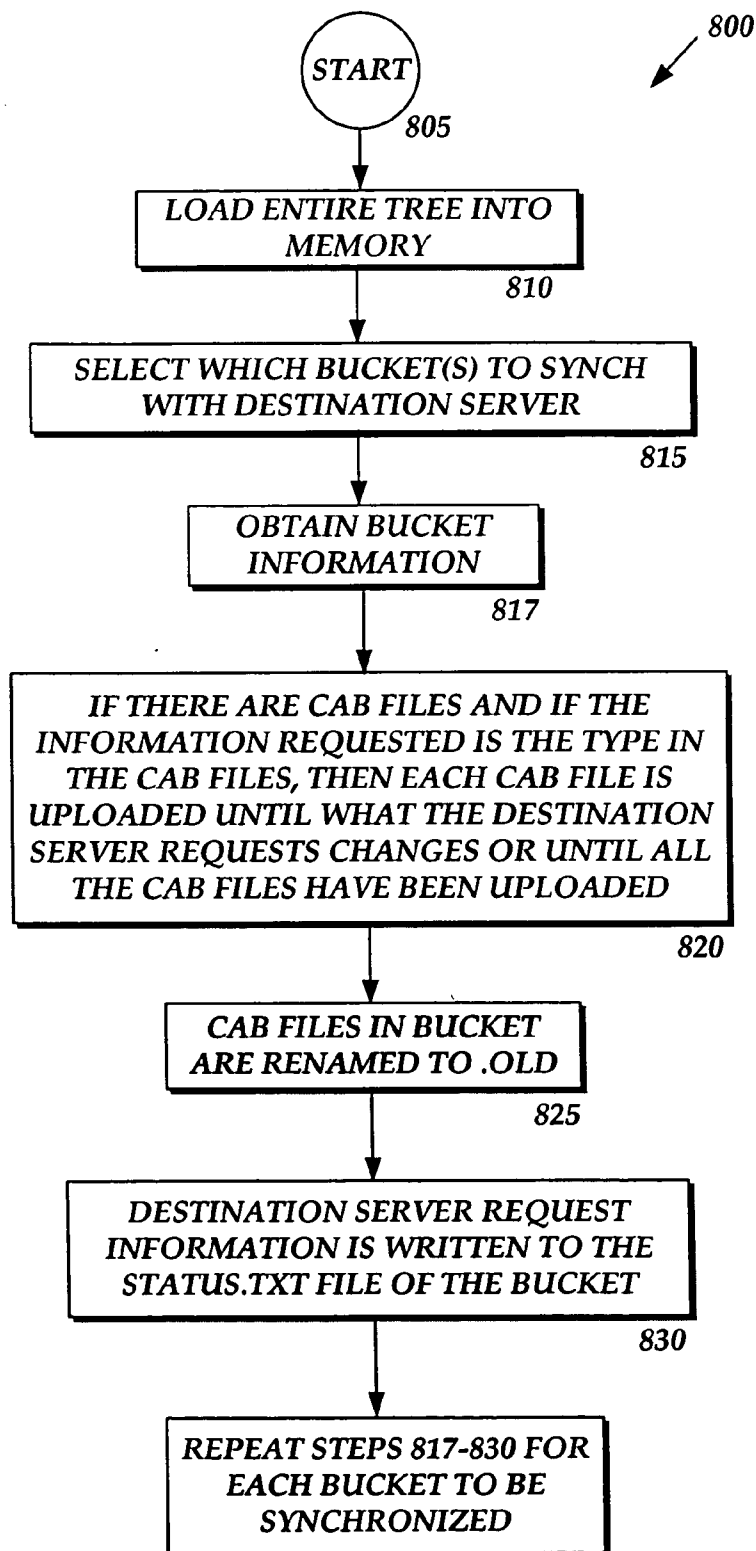 800
START
805
LOAD ENTIRE TREE INTO
MEMORY
810
SELECT WHICH BUCKET(S) TO SYNCH
WITH DESTINATION SERVER
815
OBTAIN BUCKET
INFORMATION
817
IF THERE ARE CAB FILES AND IF THE
INFORMATION REQUESTED IS THE TYPE IN
THE CAB FILES, THEN EACH CAB FILE IS
UPLOADED UNTIL WHAT THE DESTINATION
SERVER REQUESTS CHANGES OR UNTIL ALL
THE CAB FILES HAVE BEEN UPLOADED
820
CAB FILES IN BUCKET
ARE RENAMED TO .OLD
825
DESTINATION SERVER REQUEST
INFORMATION IS WRITTEN TO THE
STATUS.TXT FILE OF THE BUCKET
830
REPEAT STEPS 817-830 FOR
EACH BUCKET TO BE
SYNCHRONIZED